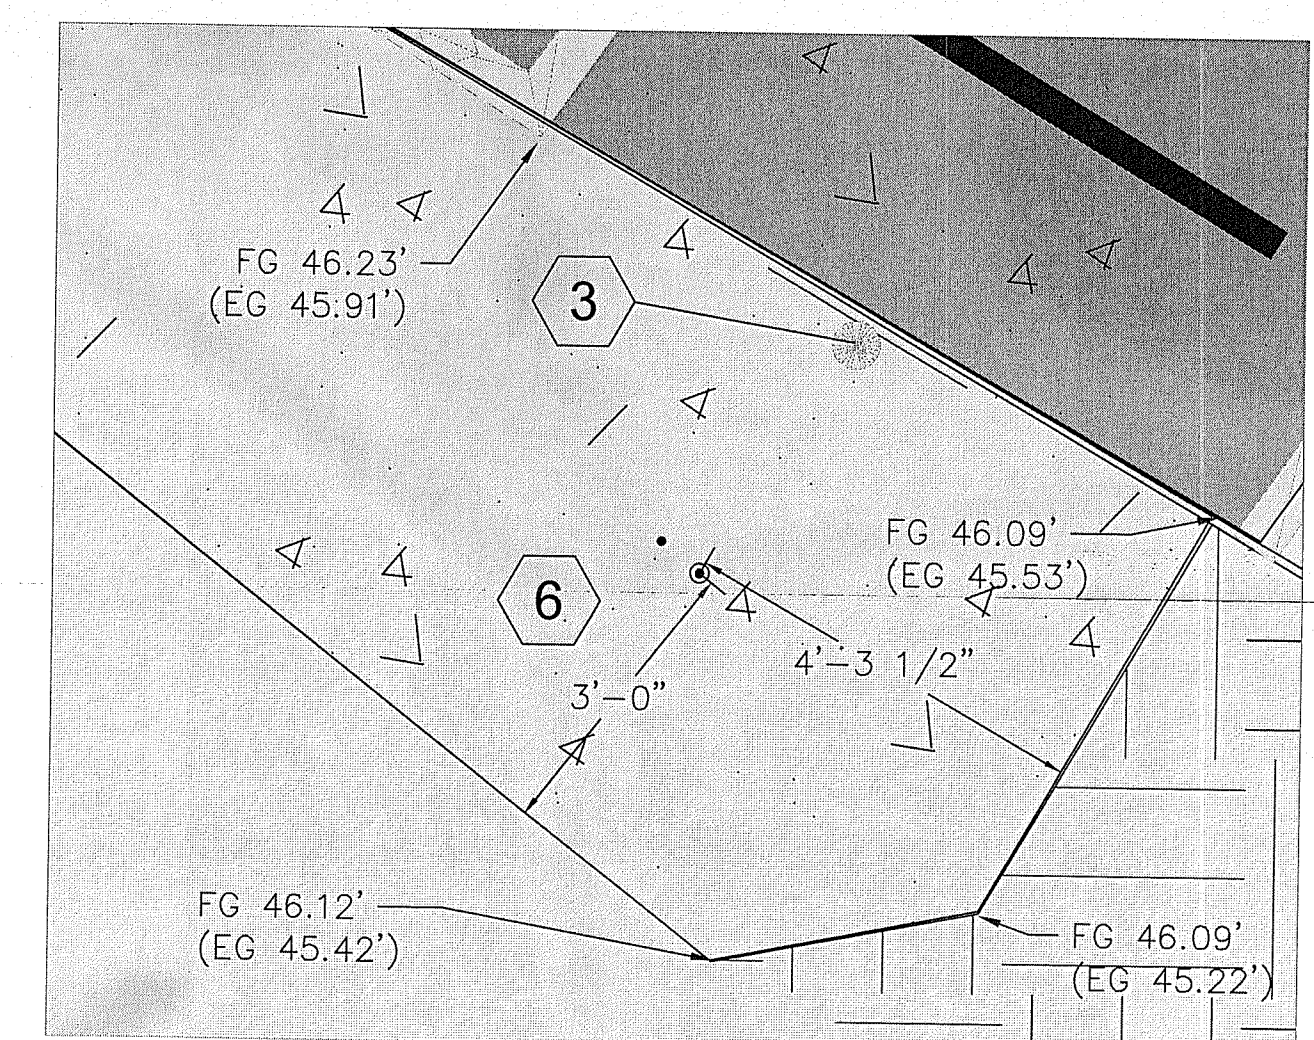 FG 46.23'
(EG 45.91')
3
FG 46.09'
(EG 45.53')
6
4'-3 1/2"
3'-0"
FG 46.12'
(EG 45.42')
FG 46.09'
(EG 45.22')